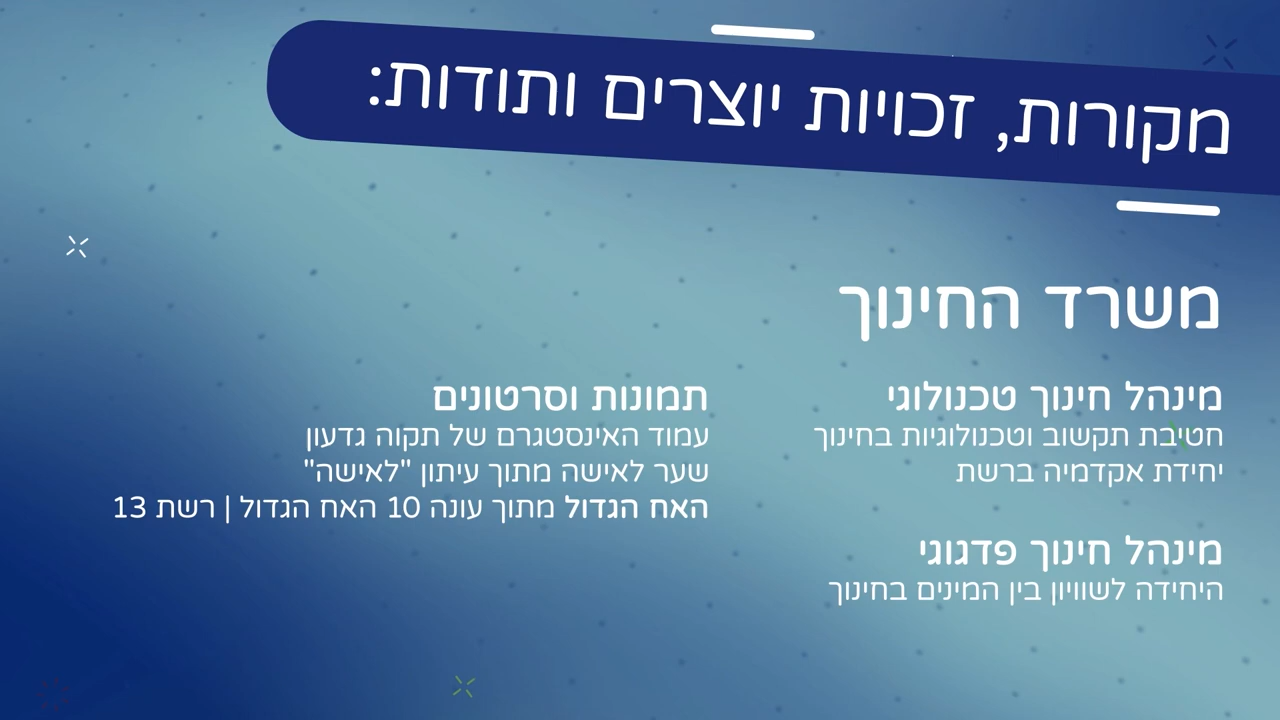 מקורות, זכויות יוצרים ותודות:
משרד החינוך
מינהל חינוך טכנולוגי
חטיבת תקשוב וטכנולוגיות בחינוך
יחידת אקדמיה ברשת
מינהל חינוך פדגוגי
היחידה לשוויון בין המינים בחינוך
תמונות וסרטונים
עמוד האינסטגרם של תקוה גדעון
שער לאישה מתוך עיתון "לאישה"
האח הגדול מתוך עונה 10 האח הגדול | רשת 13